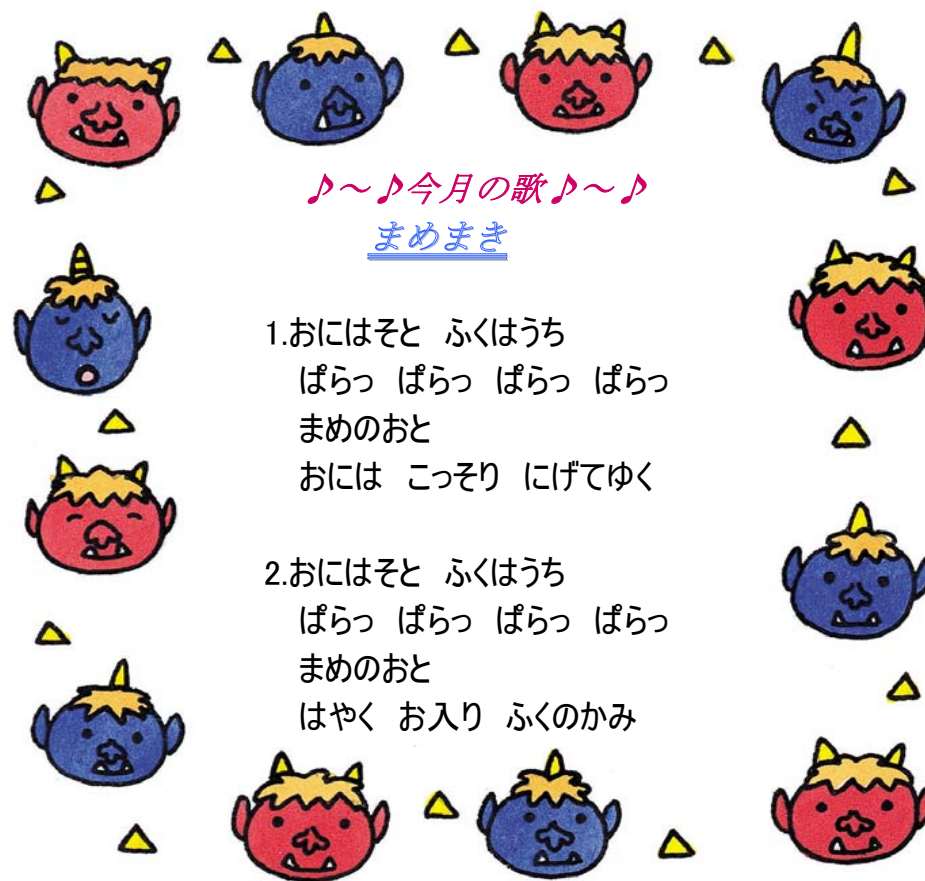 ♪～♪今月の歌♪～♪
まめまき
1.おにはそと　ふくはうち
ぱらっ　ぱらっ　ぱらっ　ぱらっ
まめのおと
おには　こっそり　にげてゆく
2.おにはそと　ふくはうち
ぱらっ　ぱらっ　ぱらっ　ぱらっ
まめのおと
はやく　お入り　ふくのかみ